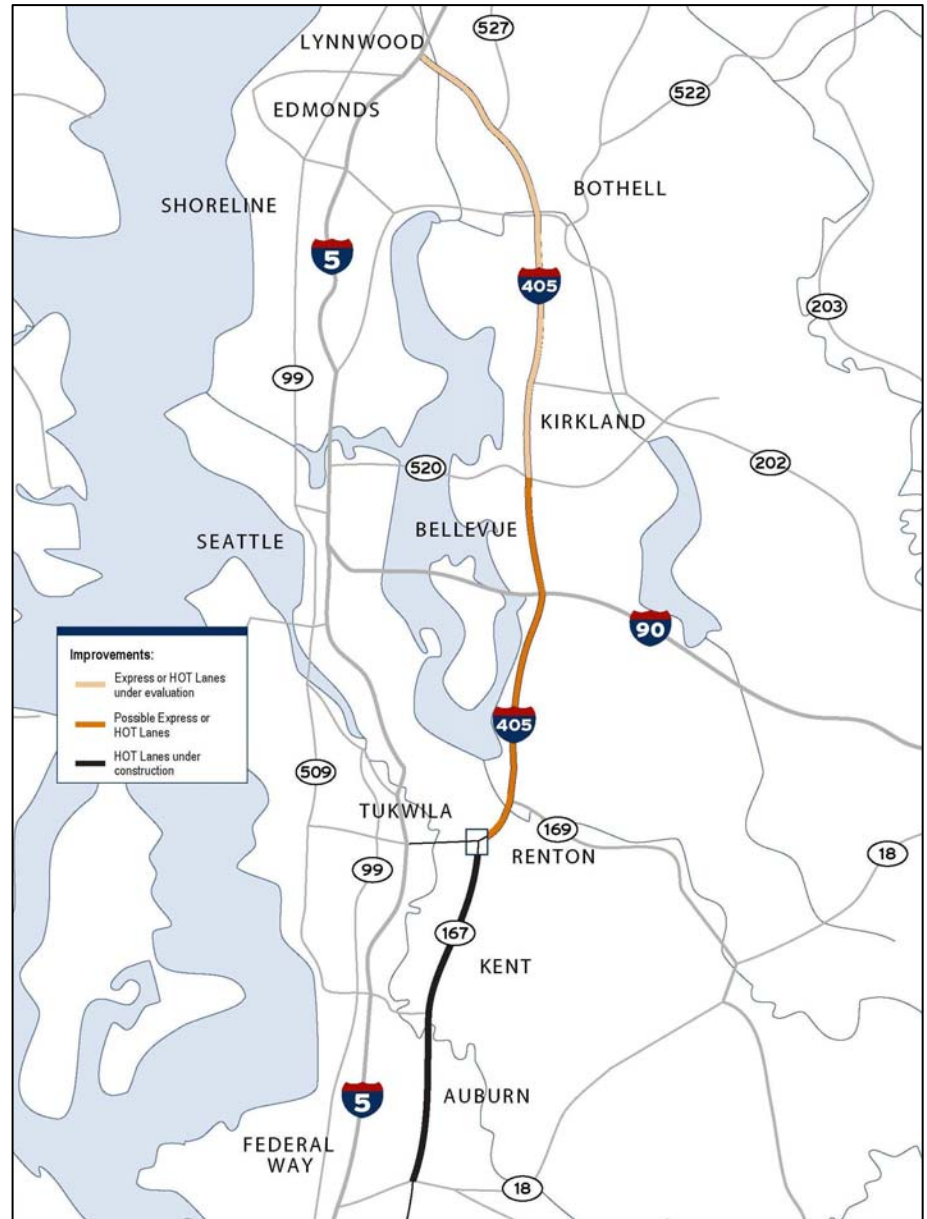 LYNNWOOD
527
522
EDMONDS
BOTHELL
SHORELINE
5
405
203
99
KIRKLAND
202
520
BELLEVUE
SEATTLE
90
Improvements:
Express or HOT Lanes
under evaluation
Possible Express or
HOT Lanes
HOT Lanes under
construction
405
509
TUKWILA
169
RENTON
18
99
167
KENT
5
AUBURN
FEDERAL
WAY
18